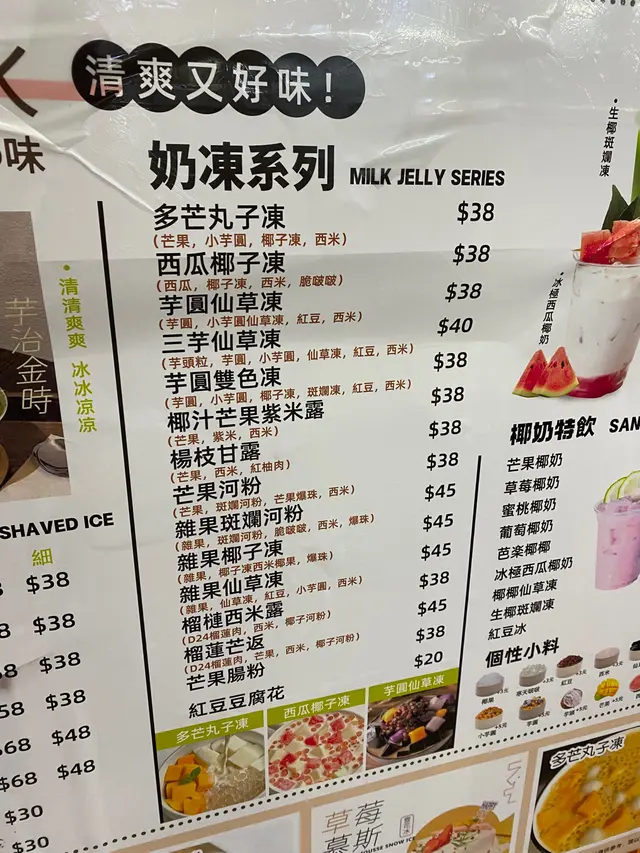 清爽又好味!
味
奶凍系列 MILK JELLY SERIES
多芒丸子凍 $38
(芒果, 小芋圓, 椰子凍, 西米)
西瓜椰子凍 $38
(西瓜, 椰子凍, 西米, 脆啵啵)
芋圓仙草凍 $38
(芋圓, 小芋圓仙草凍, 紅豆, 西米)
三芋仙草凍 $40
(芋頭粒, 芋圓, 小芋圓, 仙草凍, 紅豆, 西米)
芋圓雙色凍 $38
(芋圓, 小芋圓, 椰子凍, 斑斕凍, 紅豆, 西米)
椰汁芒果紫米露 $38
(芒果, 紫米, 西米)
楊枝甘露 $38
(芒果, 西米, 紅柚肉)
芒果河粉 $38
(芒果, 斑斕河粉, 芒果爆珠, 西米)
雜果斑斕河粉 $45
(雜果, 斑斕河粉, 脆啵啵, 西米, 爆珠)
雜果椰子凍 $45
(雜果, 椰子凍西米椰果, 爆珠)
雜果仙草凍 $45
(雜果, 仙草凍, 紅豆, 小芋圓, 西米)
榴槤西米露 $38
(D24榴蓮肉, 西米, 椰子河粉)
榴蓮芒返 $45
(D24榴蓮肉, 芒果, 西米, 椰子河粉)
芒果腸粉 $38
紅豆豆腐花 $20
多芒丸子凍
西瓜椰子凍
芋圓仙草凍
芋治金時
•清清爽爽 冰冰凉凉
SHAVED ICE
細
$38
$38
$38
$38
$68 $48
$68 $48
$30
$30
•生椰斑斕凍
•冰極西瓜椰奶
椰奶特飲 SAN
芒果椰奶
草莓椰奶
蜜桃椰奶
葡萄椰奶
芭樂椰椰
冰極西瓜椰奶
椰椰仙草凍
生椰斑斕凍
紅豆冰
個性小料
紅豆
西米
小芋圓
草莓
慕斯
MOUSSE SNOW ICE
多芒丸子凍